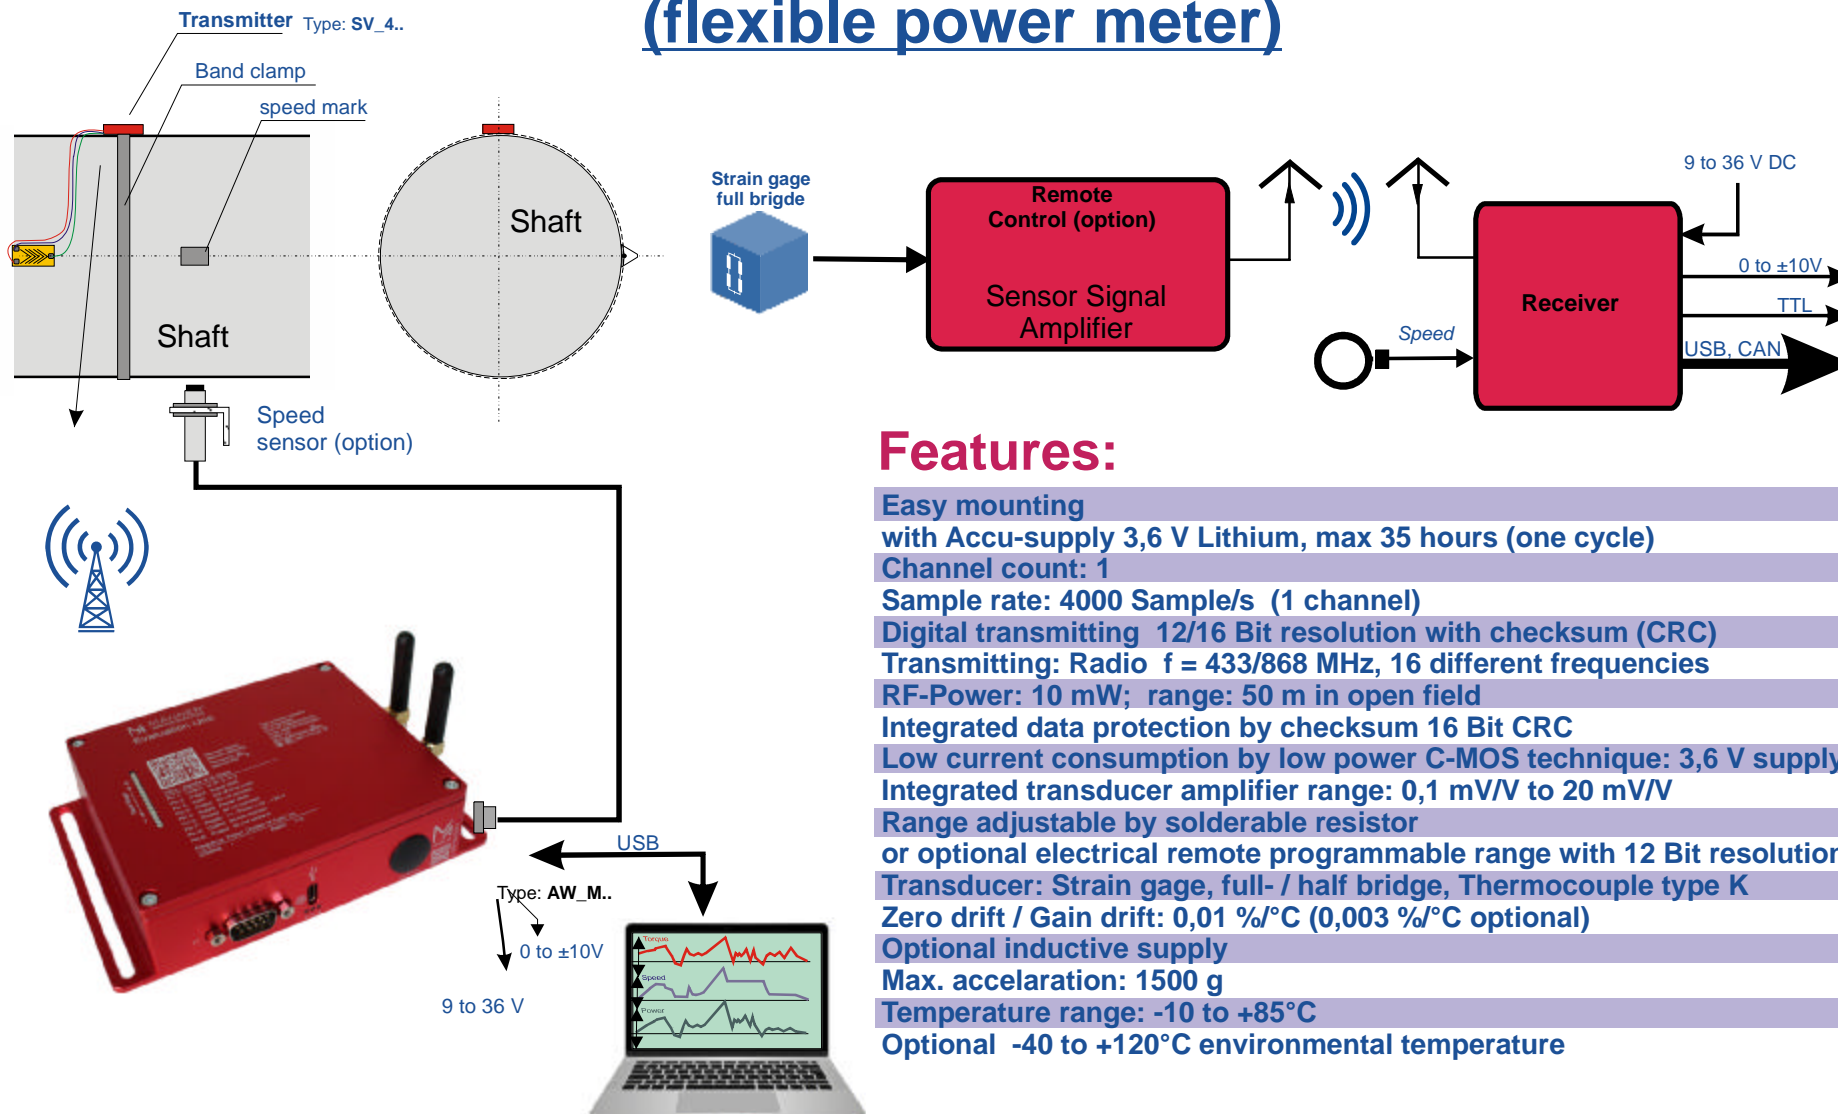 (flexible power meter)
Transmitter Type: SV_4..
Band clamp
speed mark
Shaft
Shaft
Speed
sensor (option)
Strain gage
full brigde
0
Remote
Control (option)
Sensor Signal
Amplifier
Speed
Receiver
9 to 36 V DC
0 to ±10V
TTL
USB, CAN
Features:
Easy mounting
with Accu-supply 3,6 V Lithium, max 35 hours (one cycle)
Channel count: 1
Sample rate: 4000 Sample/s (1 channel)
Digital transmitting 12/16 Bit resolution with checksum (CRC)
Transmitting: Radio f = 433/868 MHz, 16 different frequencies
RF-Power: 10 mW; range: 50 m in open field
Integrated data protection by checksum 16 Bit CRC
Low current consumption by low power C-MOS technique: 3,6 V supply
Integrated transducer amplifier range: 0,1 mV/V to 20 mV/V
Range adjustable by solderable resistor
or optional electrical remote programmable range with 12 Bit resolution
Transducer: Strain gage, full- / half bridge, Thermocouple type K
Zero drift / Gain drift: 0,01 %/°C (0,003 %/°C optional)
Optional inductive supply
Max. accelaration: 1500 g
Temperature range: -10 to +85°C
Optional -40 to +120°C environmental temperature
USB
Type: AW_M..
0 to ±10V
9 to 36 V
Torque
Speed
Power